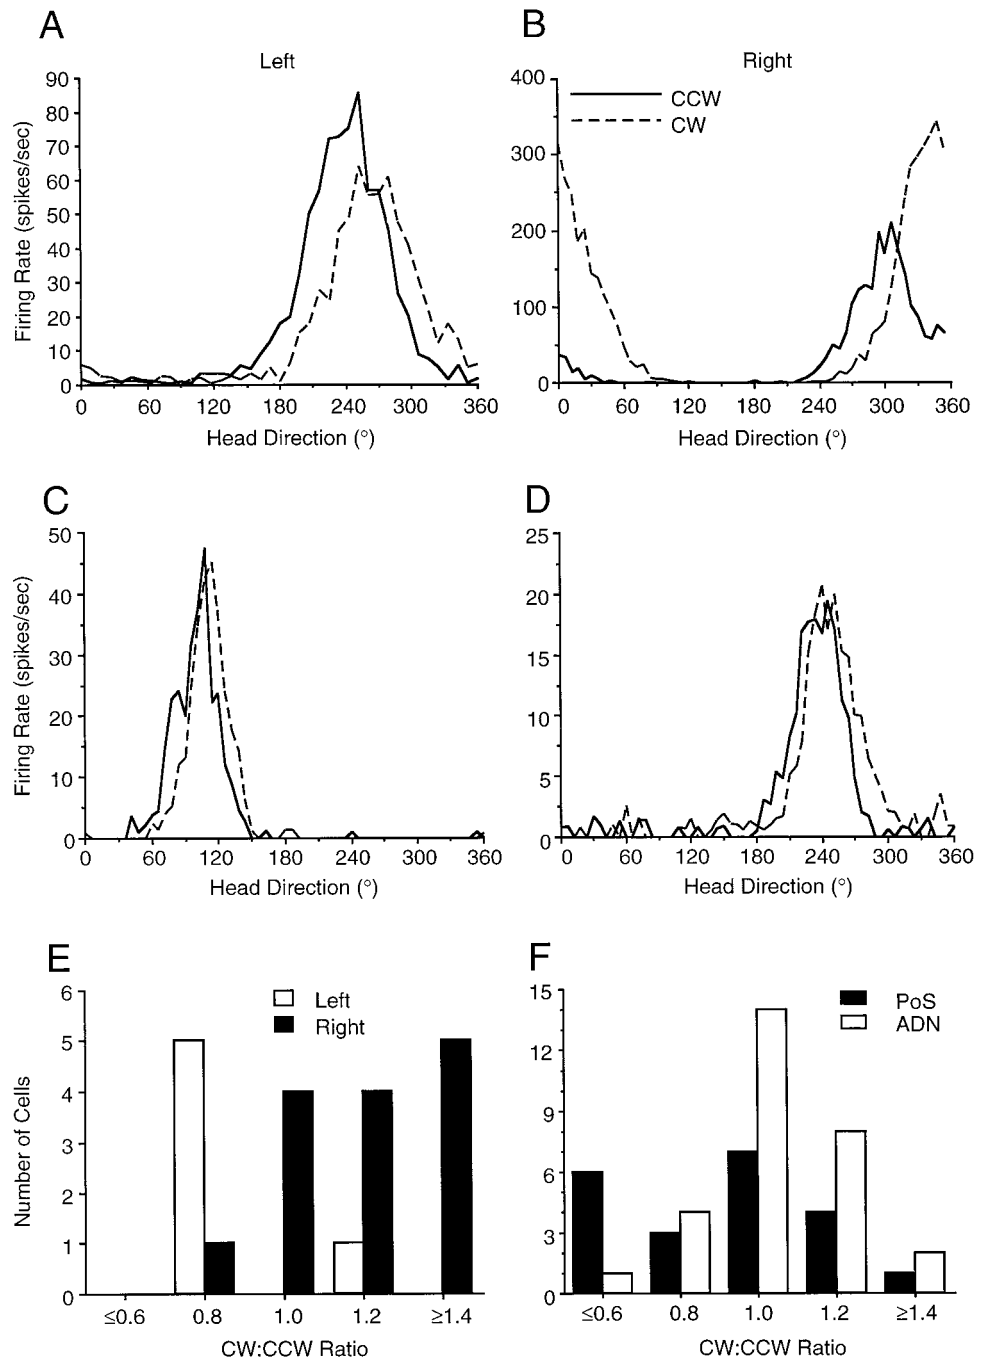 A
Left
90
80
70
60
50
40
30
20
10
0
Firing Rate (spikes/sec)
0 60 120 180 240 300 360
Head Direction (°)
B
Right
400
300
200
100
0
CCW
CW
0 60 120 180 240 300 360
Head Direction (°)
C
50
40
30
20
10
0
Firing Rate (spikes/sec)
0 60 120 180 240 300 360
Head Direction (°)
D
25
20
15
10
5
0
0 60 120 180 240 300 360
Head Direction (°)
E
6
5
4
3
2
1
0
Number of Cells
Left
Right
≤0.6 0.8 1.0 1.2 ≥1.4
CW:CCW Ratio
F
15
12
9
6
3
0
PoS
ADN
≤0.6 0.8 1.0 1.2 ≥1.4
CW:CCW Ratio